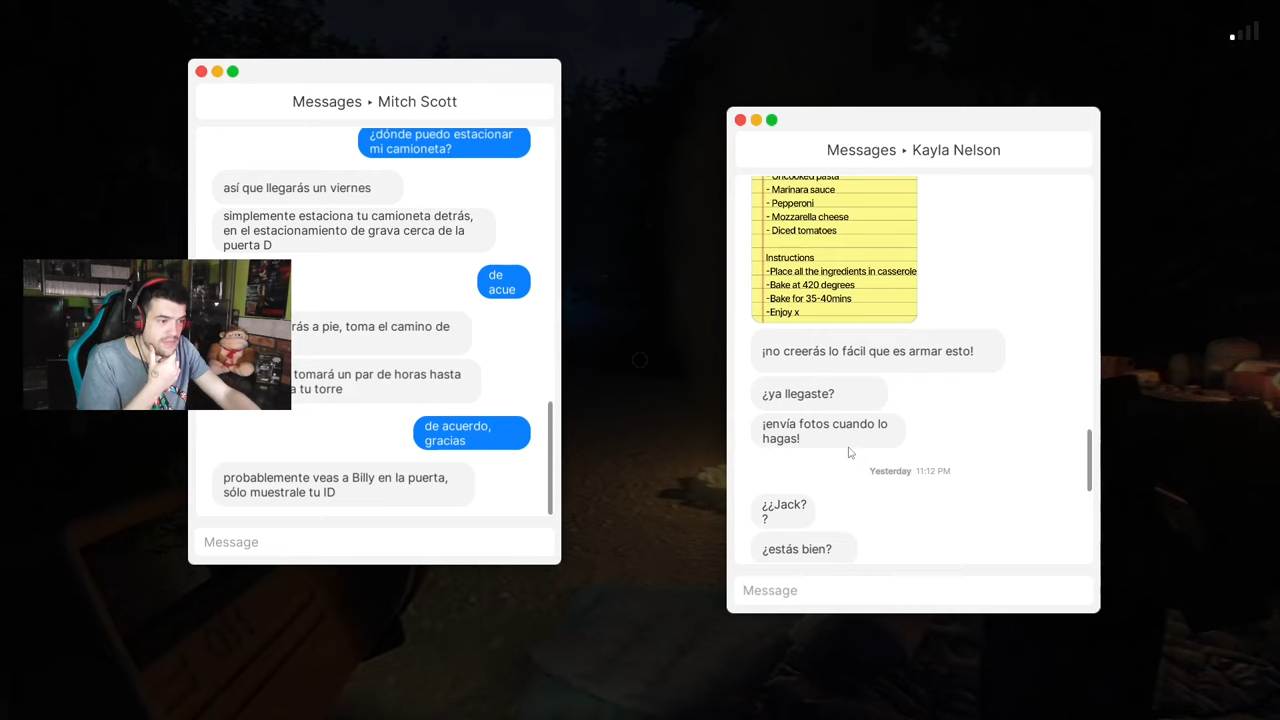 Messages ▸ Mitch Scott
¿dónde puedo estacionar
mi camioneta?
así que llegarás un viernes
simplemente estaciona tu camioneta detrás,
en el estacionamiento de grava cerca de la
puerta D
de
acue
a pie, toma el camino de
tomará un par de horas hasta
tu torre
de acuerdo,
gracias
probablemente veas a Billy en la puerta,
sólo muestrale tu ID
Message
Messages ▸ Kayla Nelson
- Uncooked pasta
- Marinara sauce
- Pepperoni
- Mozzarella cheese
- Diced tomatoes
Instructions
-Place all the ingredients in casserole
-Bake at 420 degrees
-Bake for 35-40mins
-Enjoy x
¡no creerás lo fácil que es armar esto!
¿ya llegaste?
¡envía fotos cuando lo
hagas!
Yesterday 11:12 PM
¿¿Jack?
?
¿estás bien?
Message